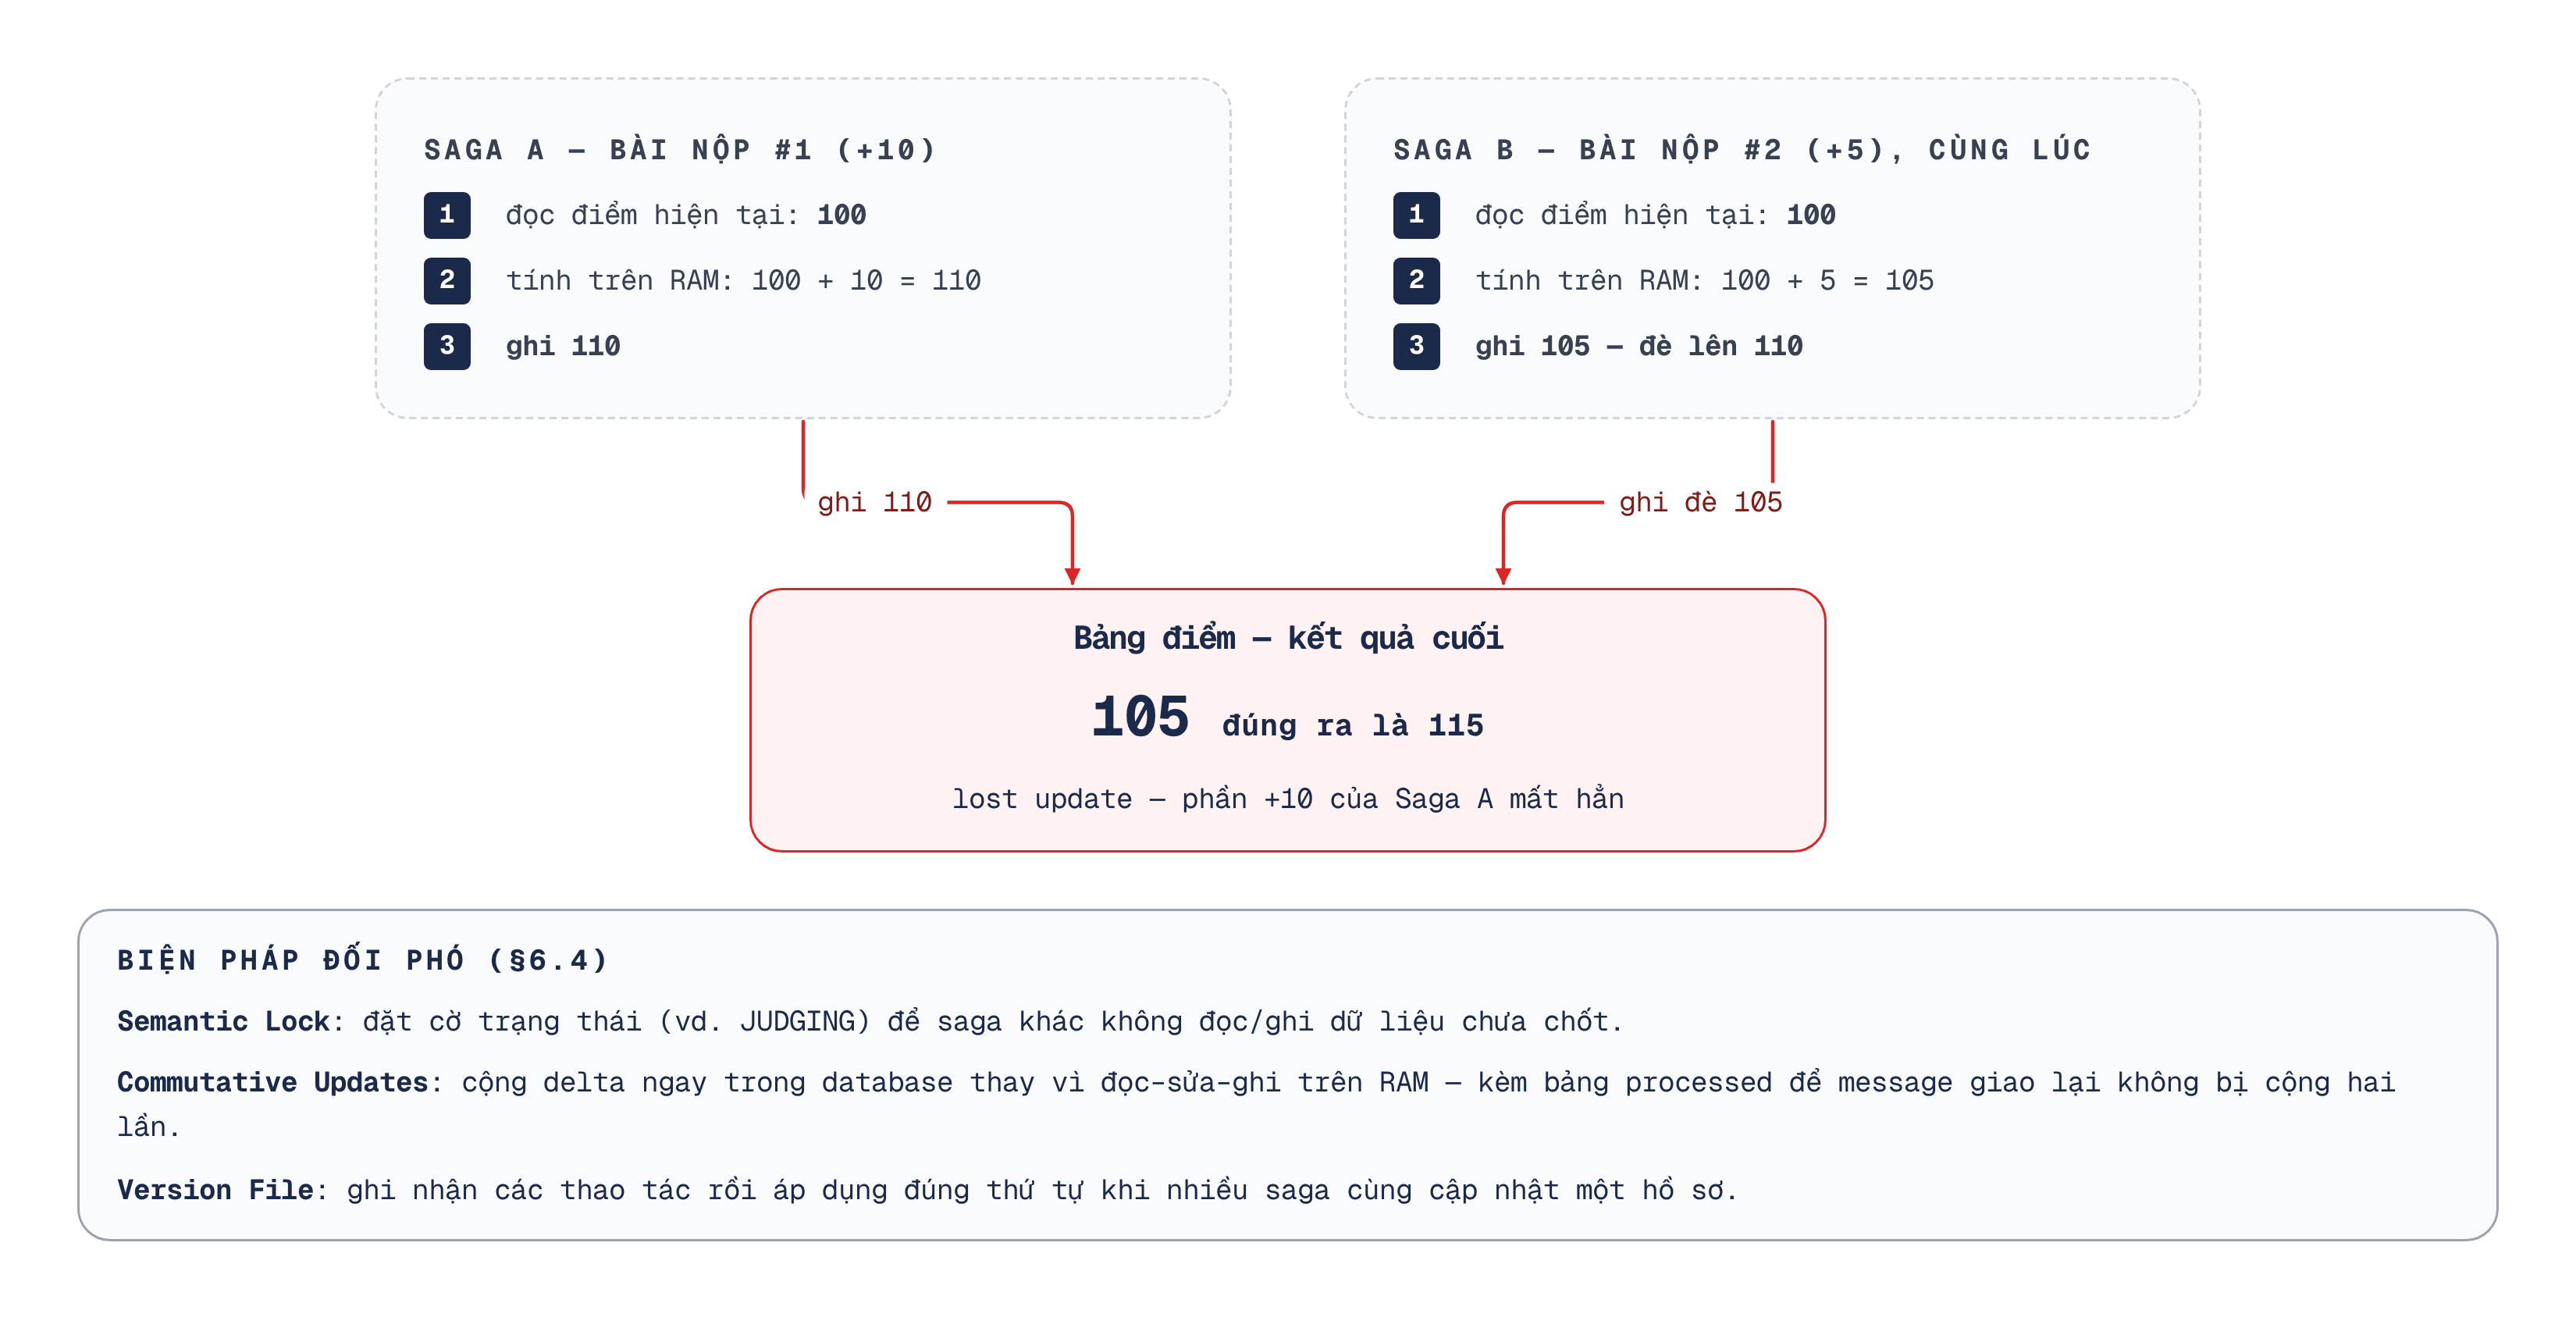 SAGA A — BÀI NỘP #1 (+10)
1 đọc điểm hiện tại: 100
2 tính trên RAM: 100 + 10 = 110
3 ghi 110
SAGA B — BÀI NỘP #2 (+5), CÙNG LÚC
1 đọc điểm hiện tại: 100
2 tính trên RAM: 100 + 5 = 105
3 ghi 105 — đè lên 110
ghi 110
ghi đè 105
Bảng điểm — kết quả cuối
105 đúng ra là 115
lost update — phần +10 của Saga A mất hẳn
BIỆN PHÁP ĐỐI PHÓ (§6.4)
Semantic Lock: đặt cờ trạng thái (vd. JUDGING) để saga khác không đọc/ghi dữ liệu chưa chốt.
Commutative Updates: cộng delta ngay trong database thay vì đọc-sửa-ghi trên RAM — kèm bảng processed để message giao lại không bị cộng hai
lần.
Version File: ghi nhận các thao tác rồi áp dụng đúng thứ tự khi nhiều saga cùng cập nhật một hồ sơ.